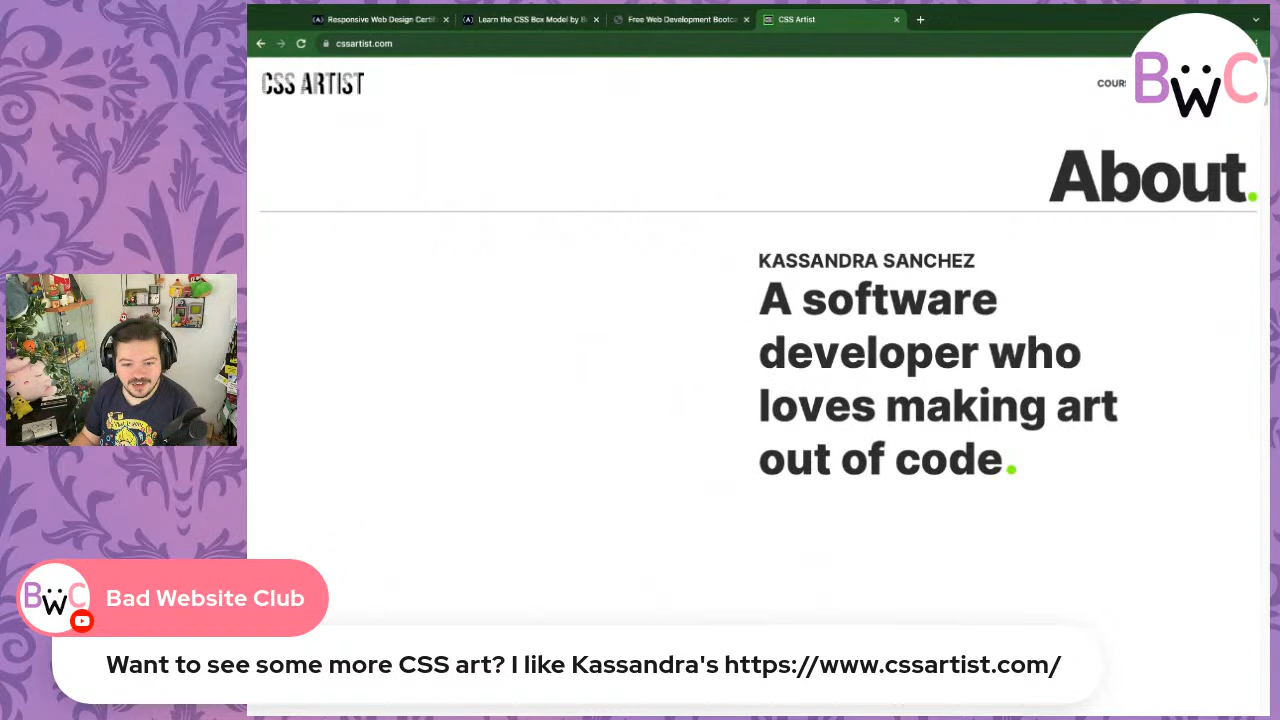 Responsive Web Design Certifi
Learn the CSS Box Model by B
Free Web Development Bootca
CSS Artist
cssartist.com
CSS ARTIST
COURS
BWC
About.
KASSANDRA SANCHEZ
A software
developer who
loves making art
out of code.
BWC
Bad Website Club
Want to see some more CSS art? I like Kassandra's https://www.cssartist.com/